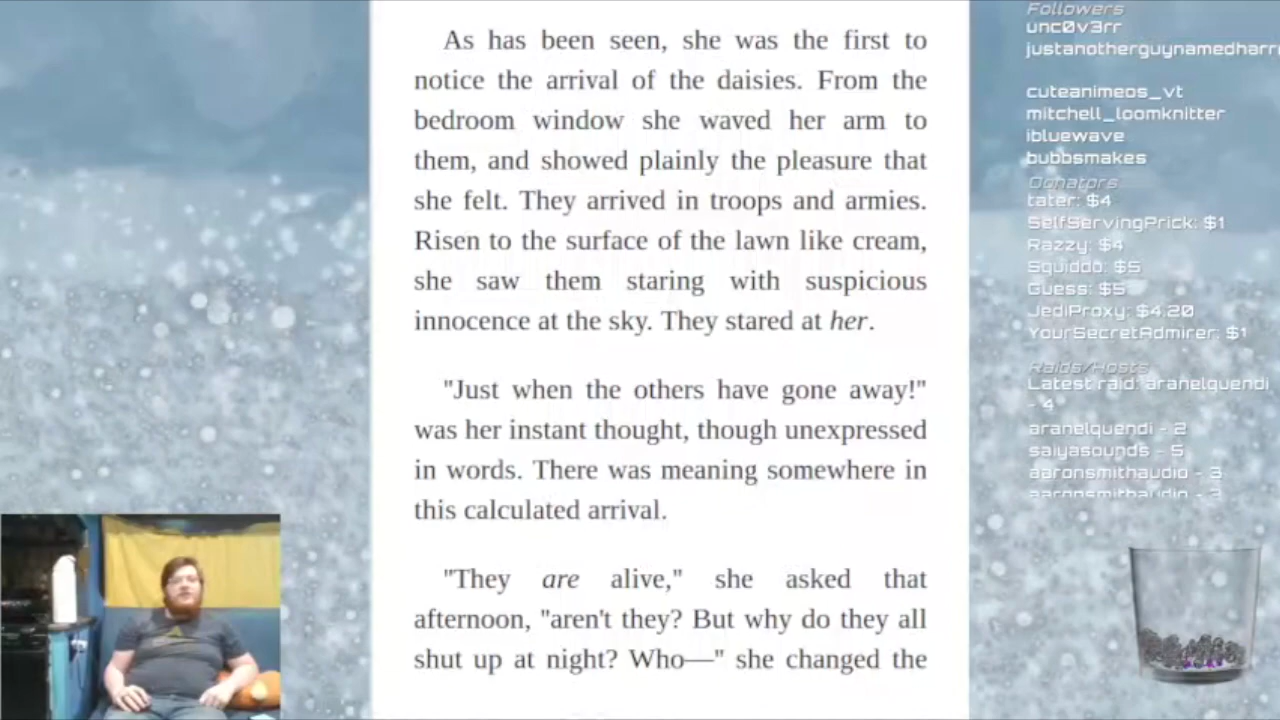 As has been seen, she was the first to
notice the arrival of the daisies. From the
bedroom window she waved her arm to
them, and showed plainly the pleasure that
she felt. They arrived in troops and armies.
Risen to the surface of the lawn like cream,
she saw them staring with suspicious
innocence at the sky. They stared at her.
"Just when the others have gone away!"
was her instant thought, though unexpressed
in words. There was meaning somewhere in
this calculated arrival.
"They are alive," she asked that
afternoon, "aren't they? But why do they all
shut up at night? Who—" she changed the
Followers
unc0v3rr
justanotherguynamedharr
cuteanimeos_vt
mitchell_loomknitter
ibluewave
bubbsmakes
Donators
tater: $4
SelfServingPrick: $1
Razzy: $4
Squiddo: $5
Guess: $5
JediProxy: $4.20
YourSecretAdmirer: $1
Raids/Hosts
Latest raid: aranelquendi
- 4
aranelquendi - 2
saiyasounds - 5
aaronsmithaudio - 3
aaronsmithaudio - 3